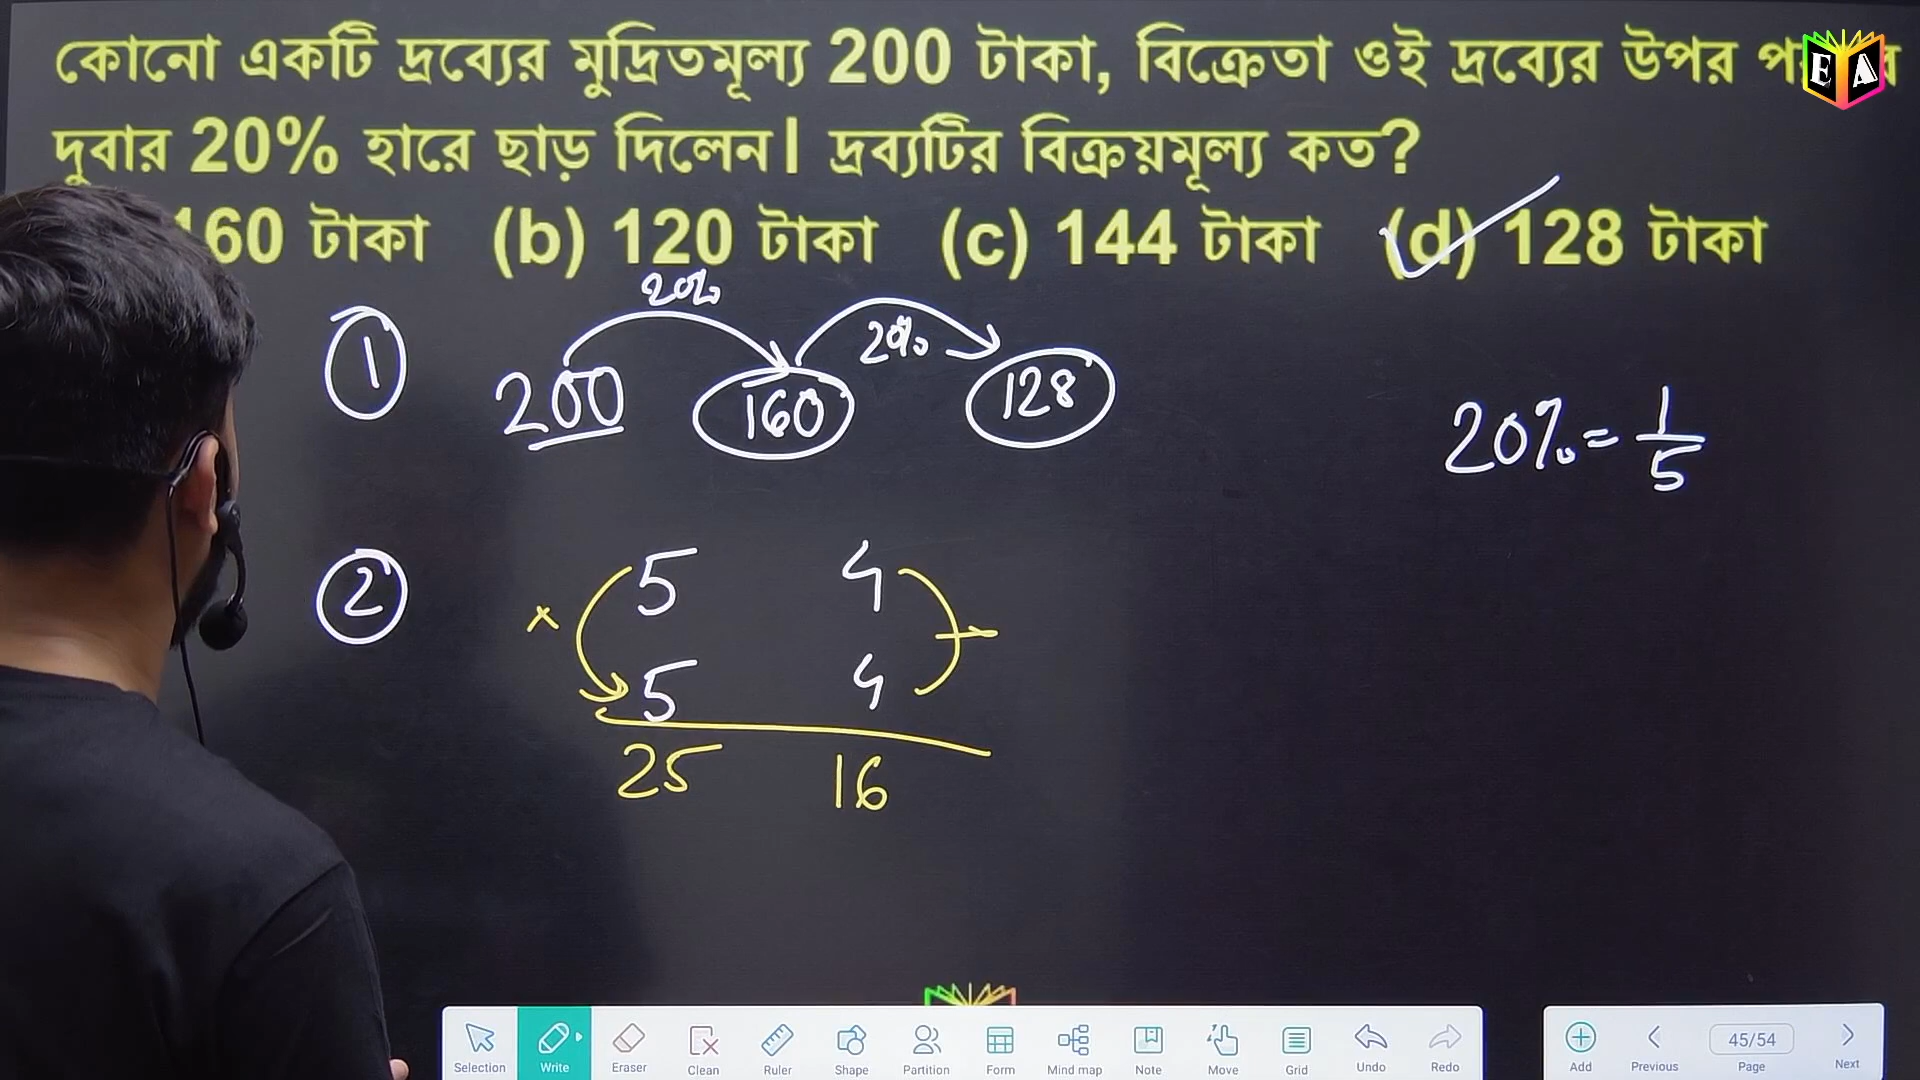 কোনো একটি দ্রব্যের মুদ্রিতমূল্য 200 টাকা, বিক্রেতা ওই দ্রব্যের উপর
দুবার 20% হারে ছাড় দিলেন। দ্রব্যটির বিক্রয়মূল্য কত?
160 টাকা (b) 120 টাকা (c) 144 টাকা (d) 128 টাকা
EA
20% 20%
1 200 160 128
20% = 1/5
2 5 4
× 5 4
25 16
Selection Write Eraser Clean Ruler Shape Partition Form Mind map Note Move Grid Undo Redo
Add Previous 45/54 Page Next